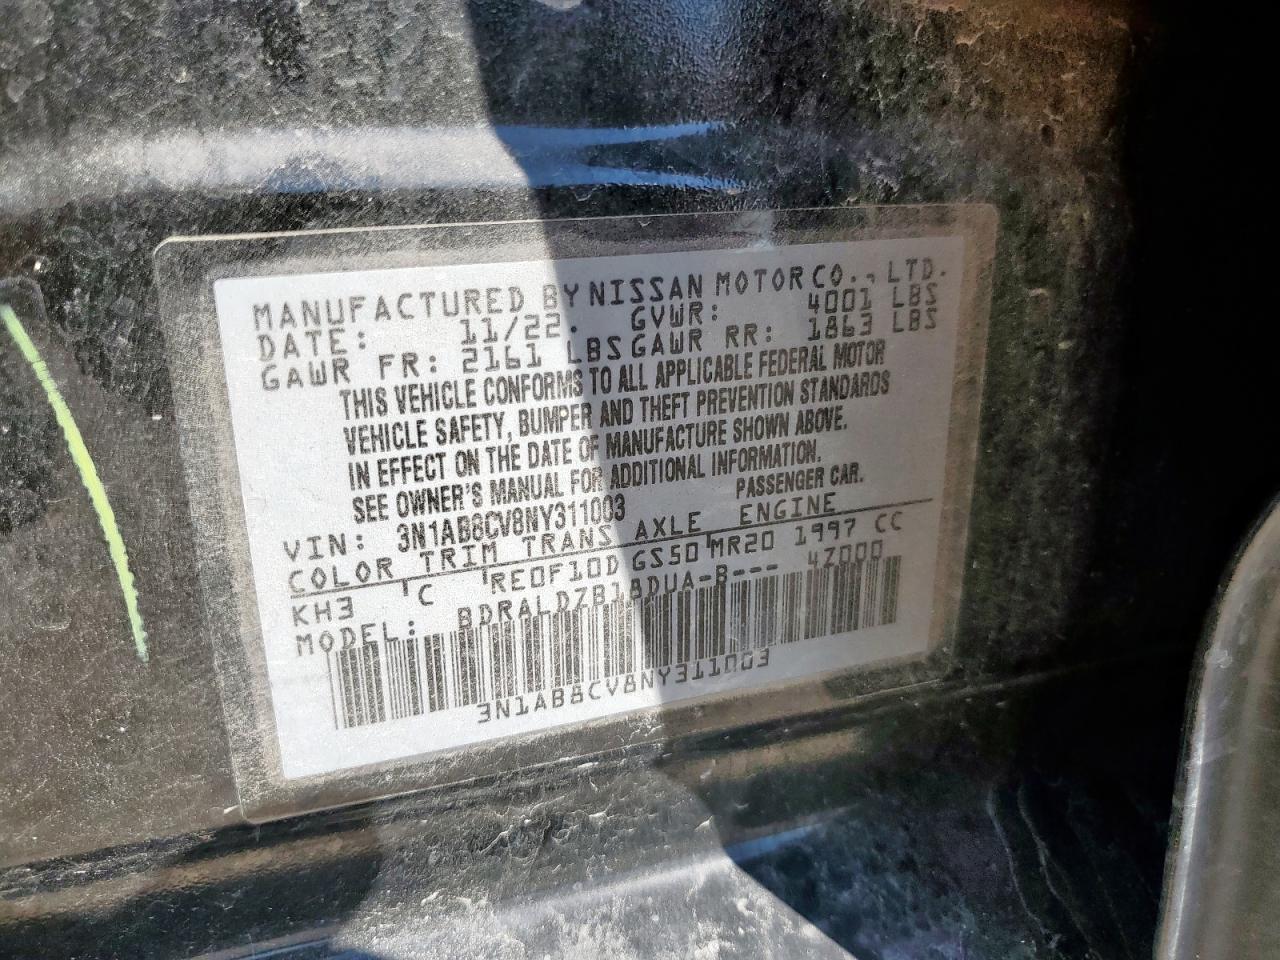 MANUFACTURED BY NISSAN MOTOR CO., LTD.
DATE: 11/22. GVWR: 4001 LBS
GAWR FR: 2161 LBS GAWR RR: 1863 LBS
THIS VEHICLE CONFORMS TO ALL APPLICABLE FEDERAL MOTOR
VEHICLE SAFETY, BUMPER AND THEFT PREVENTION STANDARDS
IN EFFECT ON THE DATE OF MANUFACTURE SHOWN ABOVE.
SEE OWNER'S MANUAL FOR ADDITIONAL INFORMATION.
VIN: 3N1AB8CV8NY311003 PASSENGER CAR.
COLOR TRIM TRANS AXLE ENGINE
KH3 C RE0F10D GS50 MR20 1997 CC
MODEL: BDRALDZB18DUA-B--- 4Z000
3N1AB8CV8NY311003